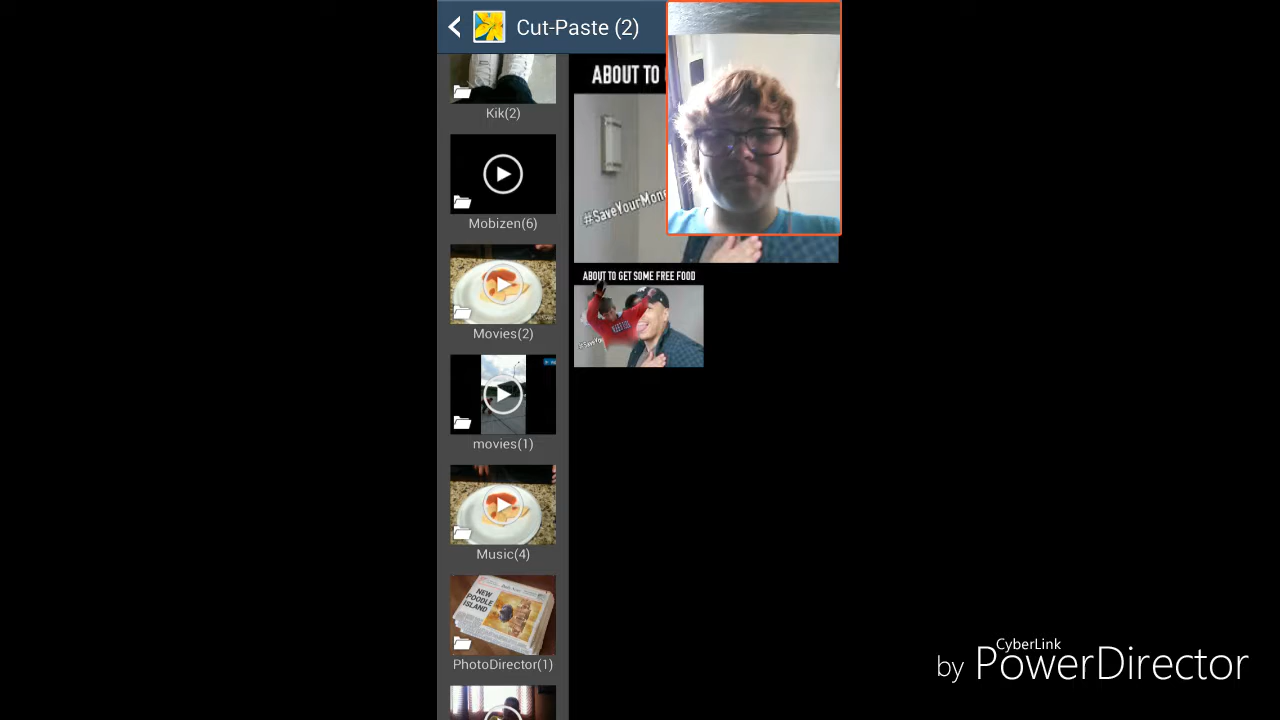 Cut-Paste (2)
Kik(2)
Mobizen(6)
Movies(2)
movies(1)
Music(4)
NEW
POODLE
ISLAND
PhotoDirector(1)
ABOUT TO
#SaveYourMone
ABOUT TO GET SOME FREE FOOD
CyberLink
by PowerDirector